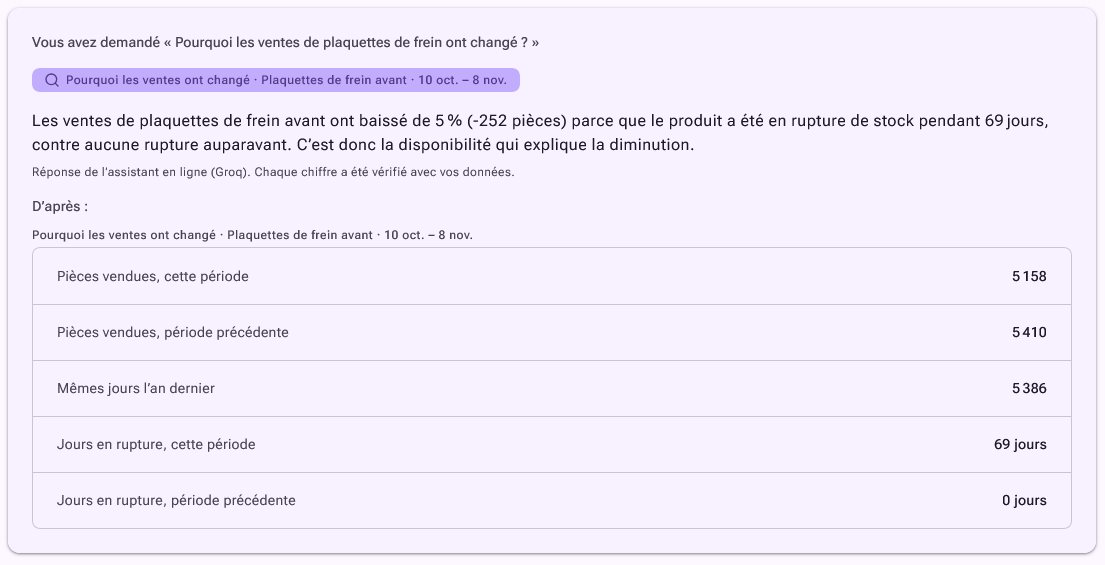 Vous avez demandé « Pourquoi les ventes de plaquettes de frein ont changé ? »
Pourquoi les ventes ont changé · Plaquettes de frein avant · 10 oct. – 8 nov.
Les ventes de plaquettes de frein avant ont baissé de 5 % (-252 pièces) parce que le produit a été en rupture de stock pendant 69 jours,
contre aucune rupture auparavant. C’est donc la disponibilité qui explique la diminution.
Réponse de l’assistant en ligne (Groq). Chaque chiffre a été vérifié avec vos données.
D’après :
Pourquoi les ventes ont changé · Plaquettes de frein avant · 10 oct. – 8 nov.
Pièces vendues, cette période 5 158
Pièces vendues, période précédente 5 410
Mêmes jours l’an dernier 5 386
Jours en rupture, cette période 69 jours
Jours en rupture, période précédente 0 jours